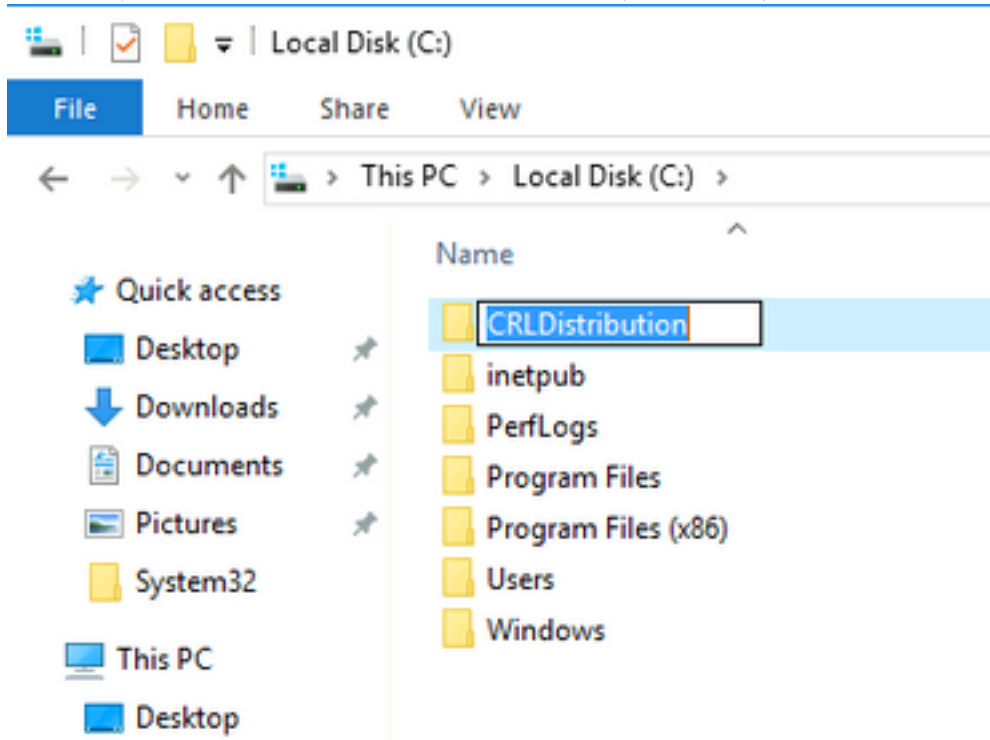 Local Disk (C:)
File Home Share View
This PC > Local Disk (C:) >
Name
Quick access
Desktop
Downloads
Documents
Pictures
System32
This PC
Desktop
CRLDistribution
inetpub
PerfLogs
Program Files
Program Files (x86)
Users
Windows